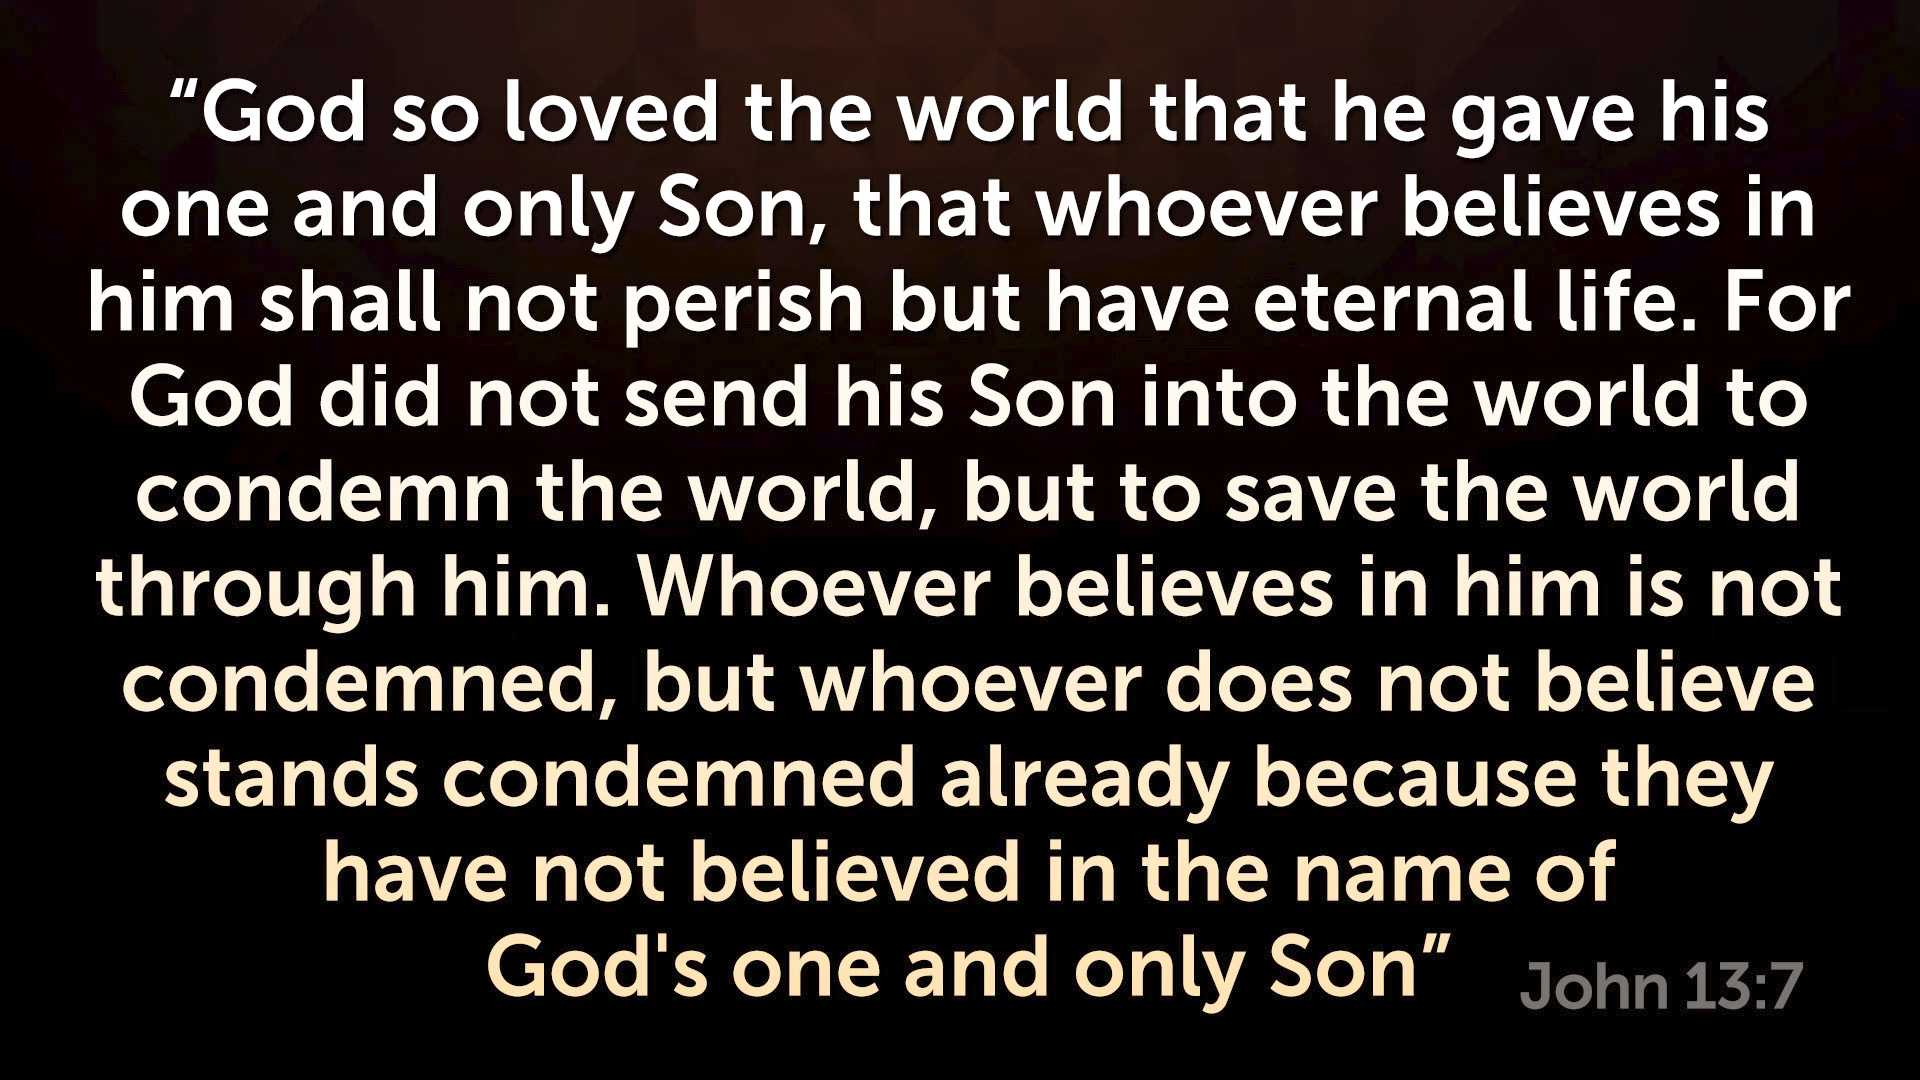 “God so loved the world that he gave his
one and only Son, that whoever believes in
him shall not perish but have eternal life. For
God did not send his Son into the world to
condemn the world, but to save the world
through him. Whoever believes in him is not
condemned, but whoever does not believe
stands condemned already because they
have not believed in the name of
God's one and only Son”
John 13:7